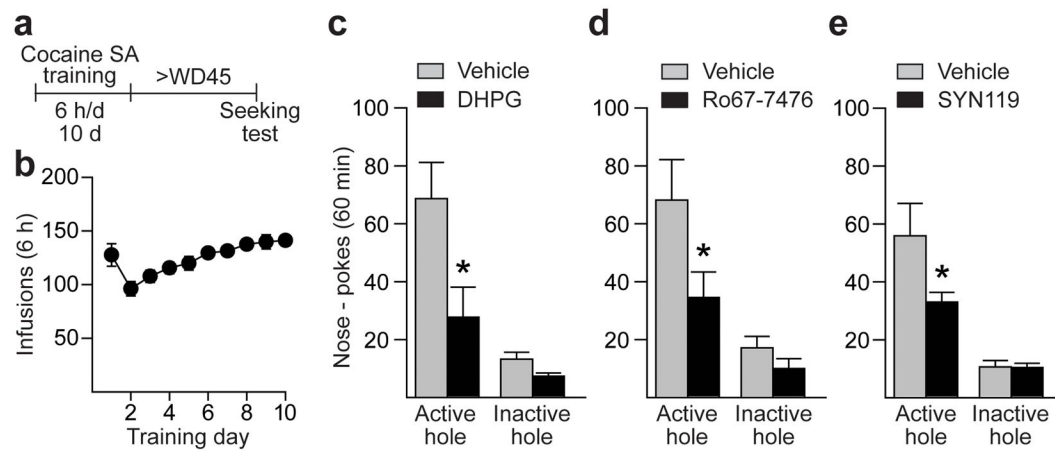 a
Cocaine SA
training
>WD45
6 h/d
10 d
Seeking
test
b
Infusions (6 h)
200
150
100
50
2 4 6 8 10
Training day
c
Vehicle
DHPG
Nose - pokes (60 min)
100
80
60
40
20
*
Active
hole
Inactive
hole
d
Vehicle
Ro67-7476
100
80
60
40
20
*
Active
hole
Inactive
hole
e
Vehicle
SYN119
100
80
60
40
20
*
Active
hole
Inactive
hole